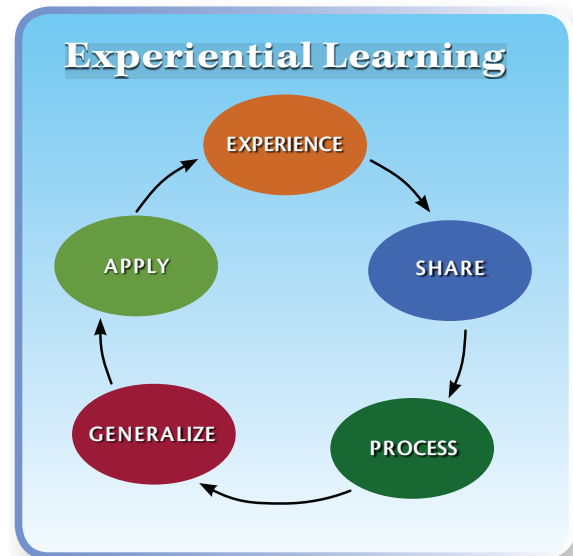 Experiential Learning
EXPERIENCE
SHARE
PROCESS
GENERALIZE
APPLY